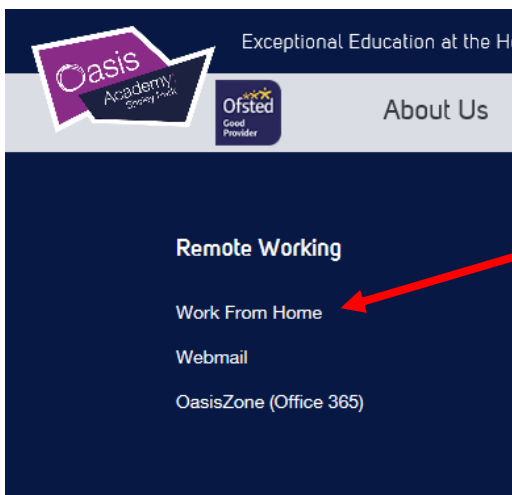 Exceptional Education at the H
Oasis
Academy:
Ofsted
Good
Provider
About Us
Remote Working
Work From Home
Webmail
OasisZone (Office 365)